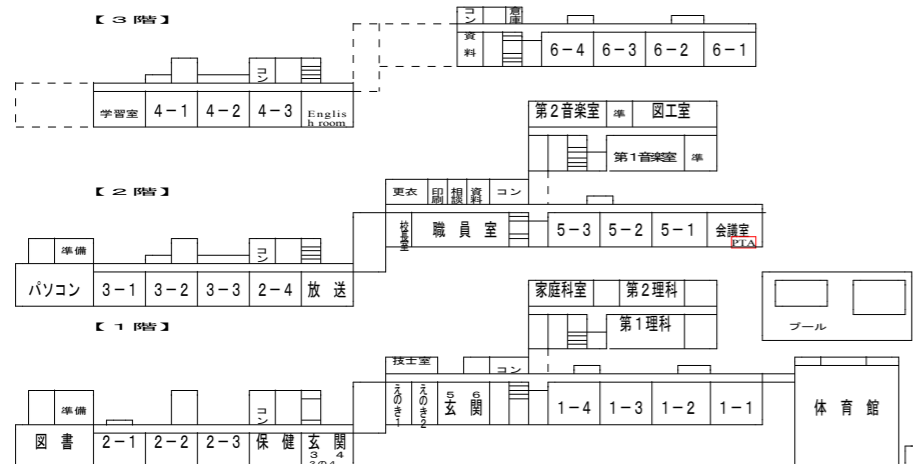 【３階】
コン
倉庫
資料
６－４ ６－３ ６－２ ６－１
コン
学習室 ４－１ ４－２ ４－３ English room
第２音楽室 準 図工室
第１音楽室 準
【２階】
更衣 印刷 相談 資料 コン
校長室 職員室 ５－３ ５－２ ５－１ 会議室
PTA
準備
コン
パソコン ３－１ ３－２ ３－３ ２－４ 放送
家庭科室 第２理科
第１理科
プール
【１階】
技士室 コン
えのき１ えのき２ ５ ６ 玄関 １－４ １－３ １－２ １－１ 体育館
準備
コン
図書 ２－１ ２－２ ２－３ 保健 玄関
３ ４